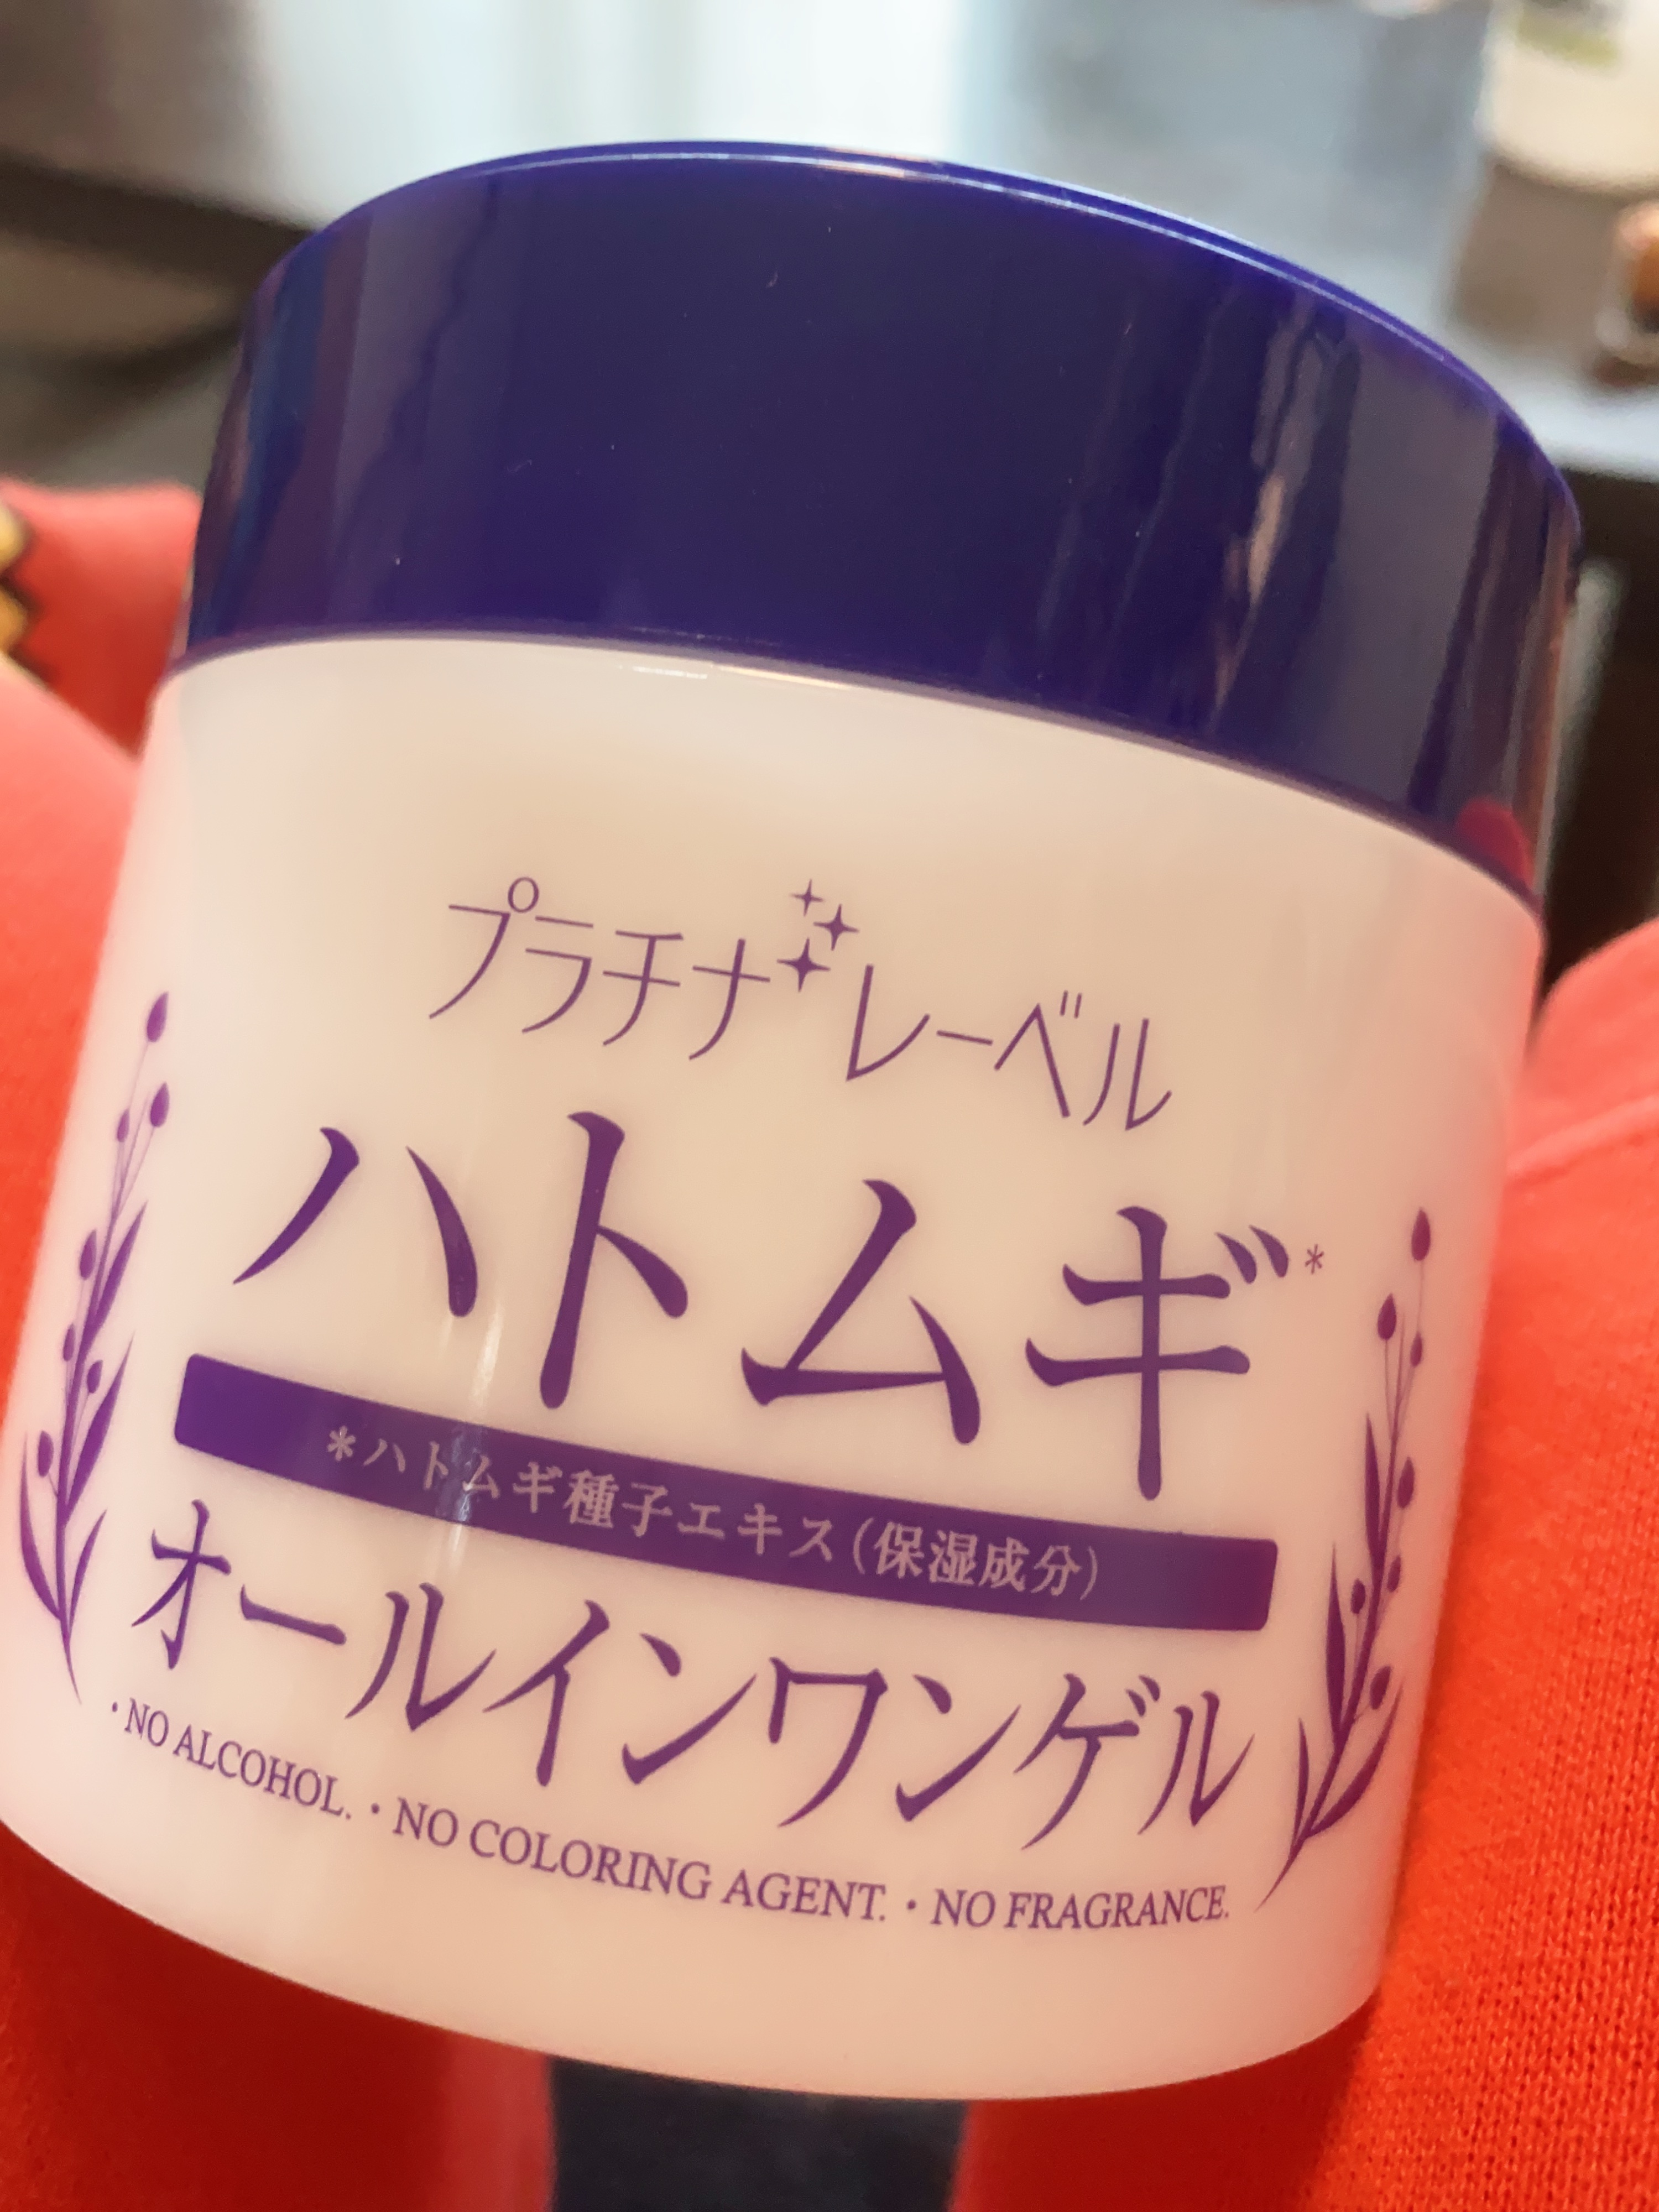 プラチナレーベル
ハトムギ*
*ハトムギ種子エキス(保湿成分)
オールインワンゲル
・NO ALCOHOL.・NO COLORING AGENT.・NO FRAGRANCE.